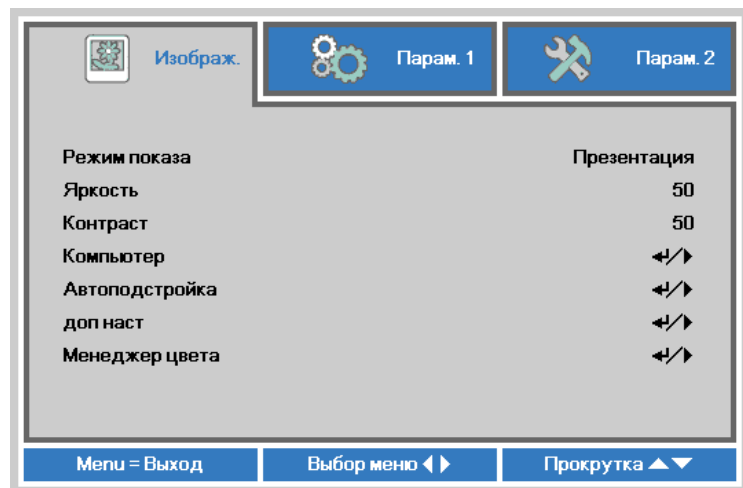 Изображ. Парам. 1 Парам. 2
Режим показа Презентация
Яркость 50
Контраст 50
Компьютер
Автоподстройка
доп наст
Менеджер цвета
Menu = Выход Выбор меню Прокрутка